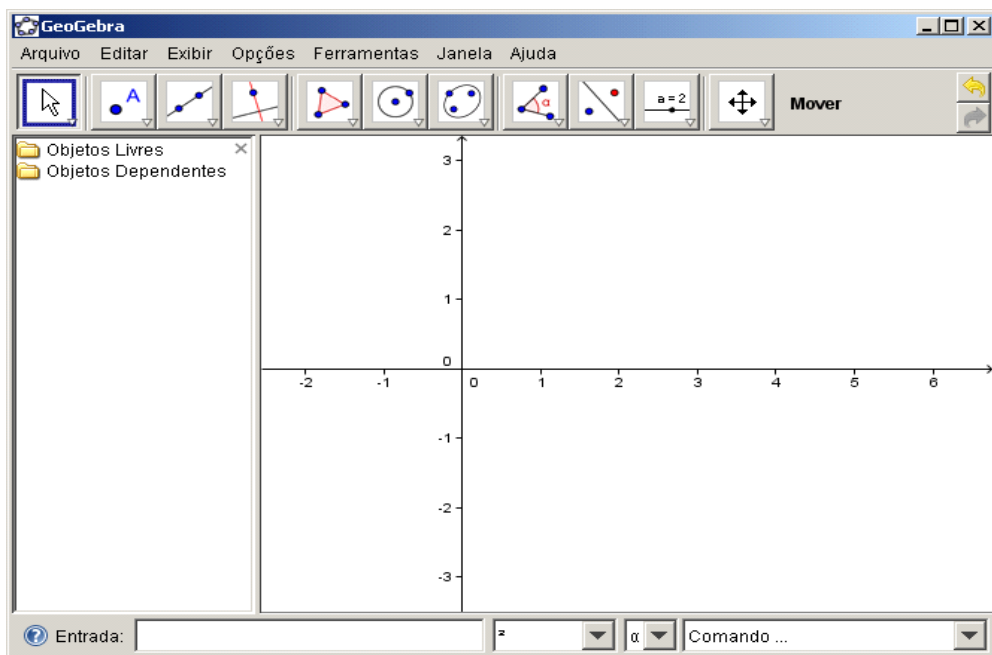 GeoGebra
Arquivo Editar Exibir Opções Ferramentas Janela Ajuda
A α a = 2 Mover
Objetos Livres
Objetos Dependentes
3
2
1
0
-2 -1 0 1 2 3 4 5 6
-1
-2
-3
Entrada: ² α Comando ...